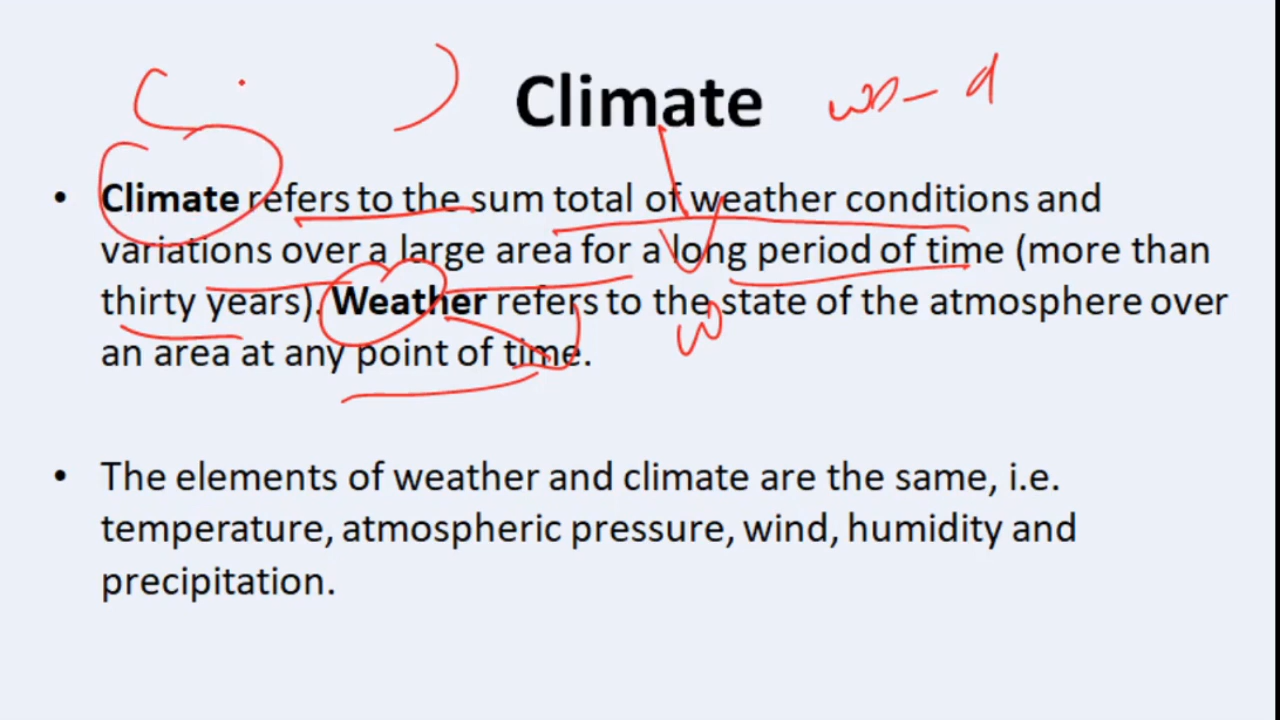 Climate
• Climate refers to the sum total of weather conditions and
variations over a large area for a long period of time (more than
thirty years). Weather refers to the state of the atmosphere over
an area at any point of time.
• The elements of weather and climate are the same, i.e.
temperature, atmospheric pressure, wind, humidity and
precipitation.